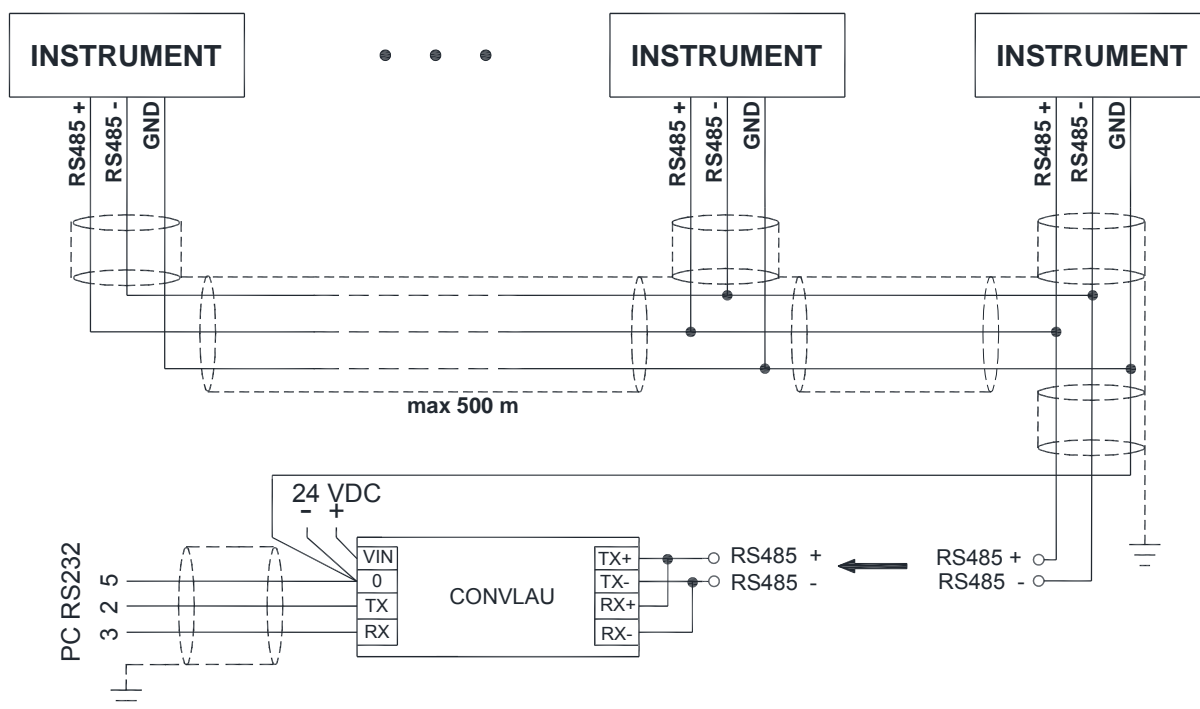 INSTRUMENT
INSTRUMENT
INSTRUMENT
RS485 +
RS485 -
GND
RS485 +
RS485 -
GND
RS485 +
RS485 -
GND
max 500 m
24 VDC
- +
PC RS232
5
2
3
VIN
0
TX
RX
CONVLAU
TX+
TX-
RX+
RX-
RS485 +
RS485 -
RS485 +
RS485 -